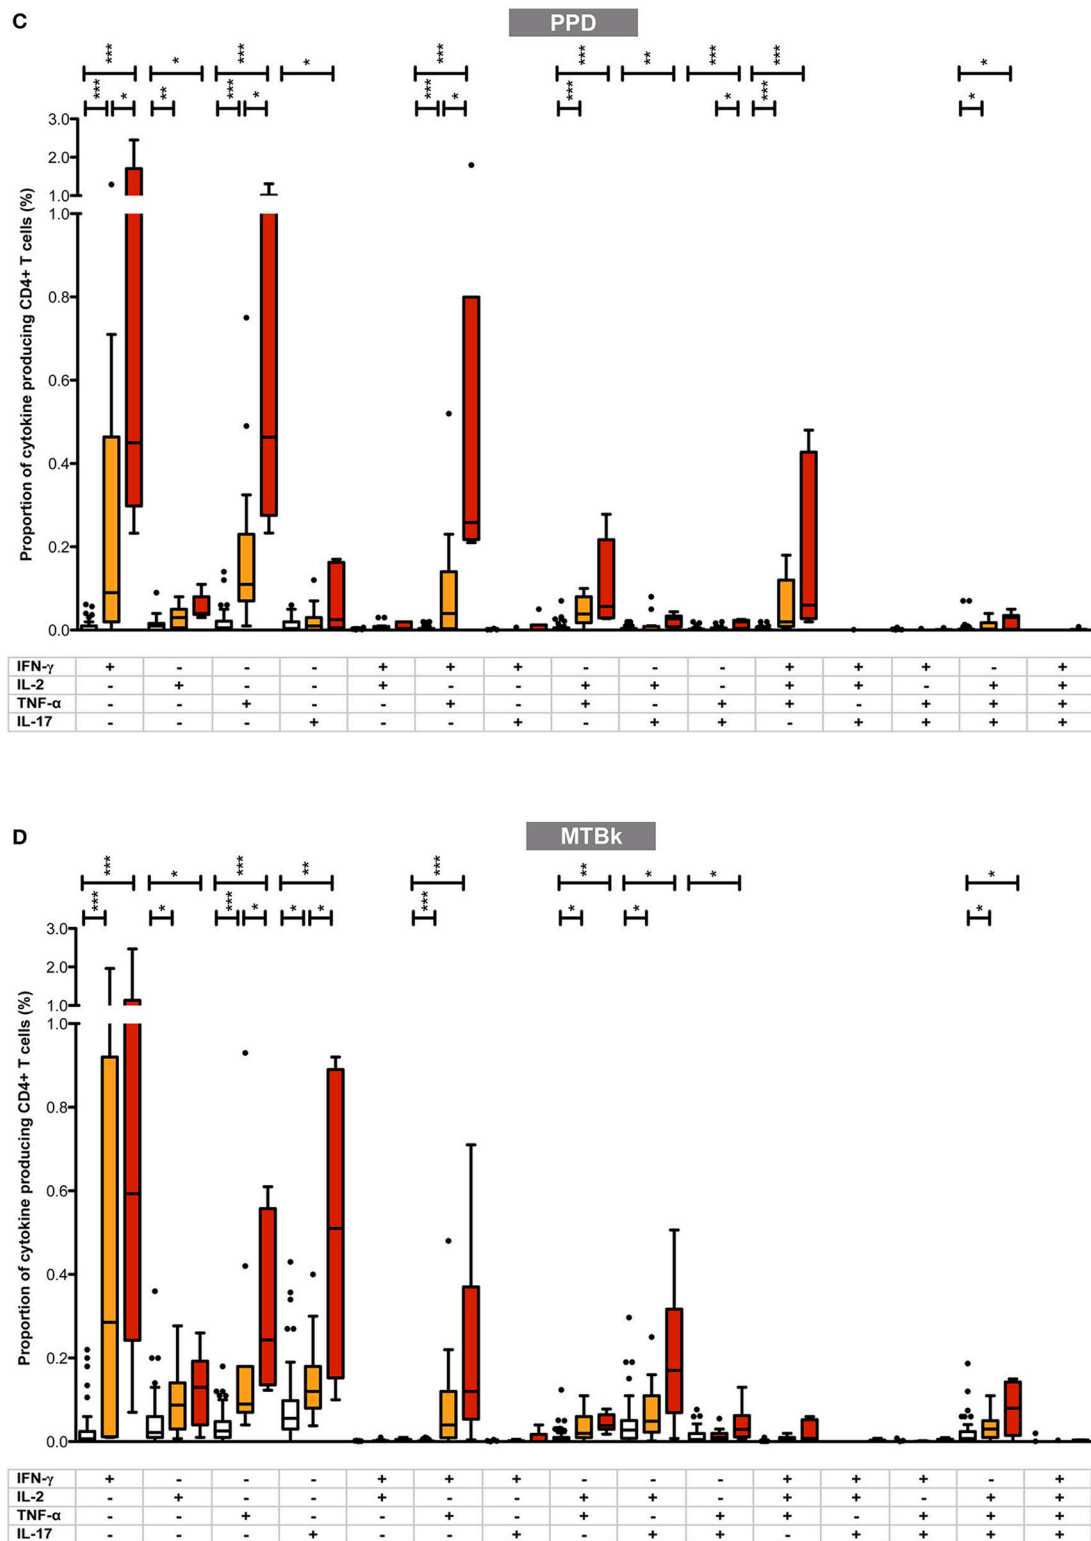 C
PPD
*** * *** * *** *** ** *** *** *
*** * ** *** * *** * *** * *** *
Proportion of cytokine producing CD4+ T cells (%)
3.0
2.0
1.0
1.0
0.8
0.6
0.4
0.2
0.0
IFN-γ + - - - + + + - - - + + + - +
IL-2 - + - - + - - + + - + + - + +
TNF-α - - + - - + - + - + + - + + +
IL-17 - - - + - - + - + + - + + + +
D
MTBk
*** * *** ** *** ** * * *
*** * *** * * * *** * * *
Proportion of cytokine producing CD4+ T cells (%)
3.0
2.0
1.0
1.0
0.8
0.6
0.4
0.2
0.0
IFN-γ + - - - + + + - - - + + + - +
IL-2 - + - - + - - + + - + + - + +
TNF-α - - + - - + - + - + + - + + +
IL-17 - - - + - - + - + + - + + + +